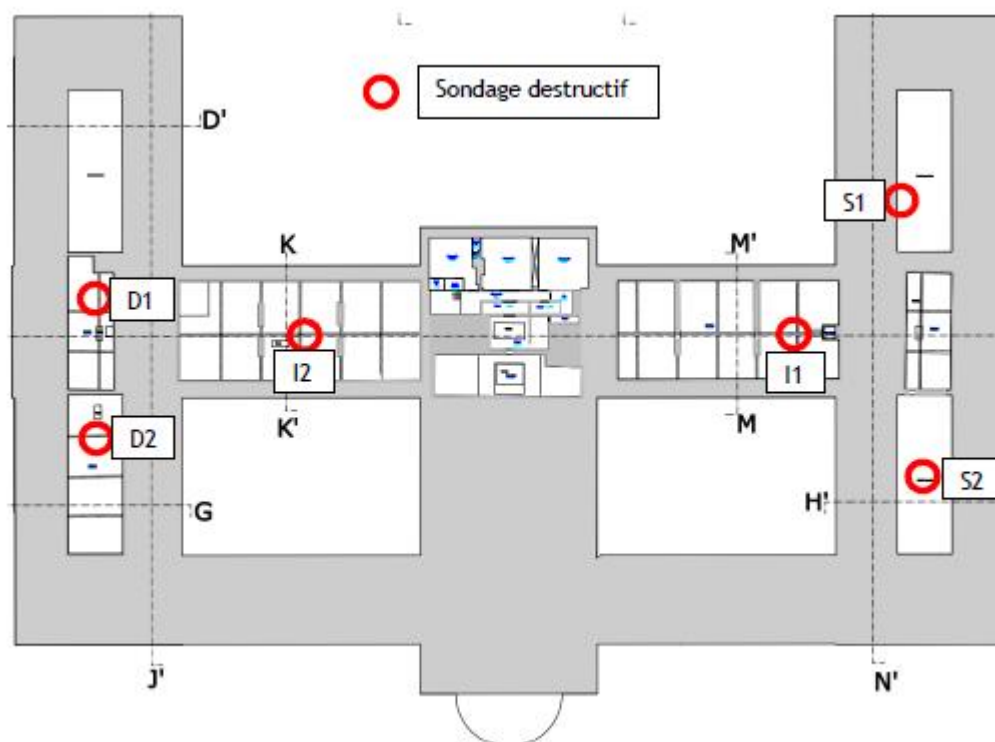 Sondage destructif
D'
S1
K
M'
D1
I2
I1
K'
M
D2
S2
G
H'
J'
N'